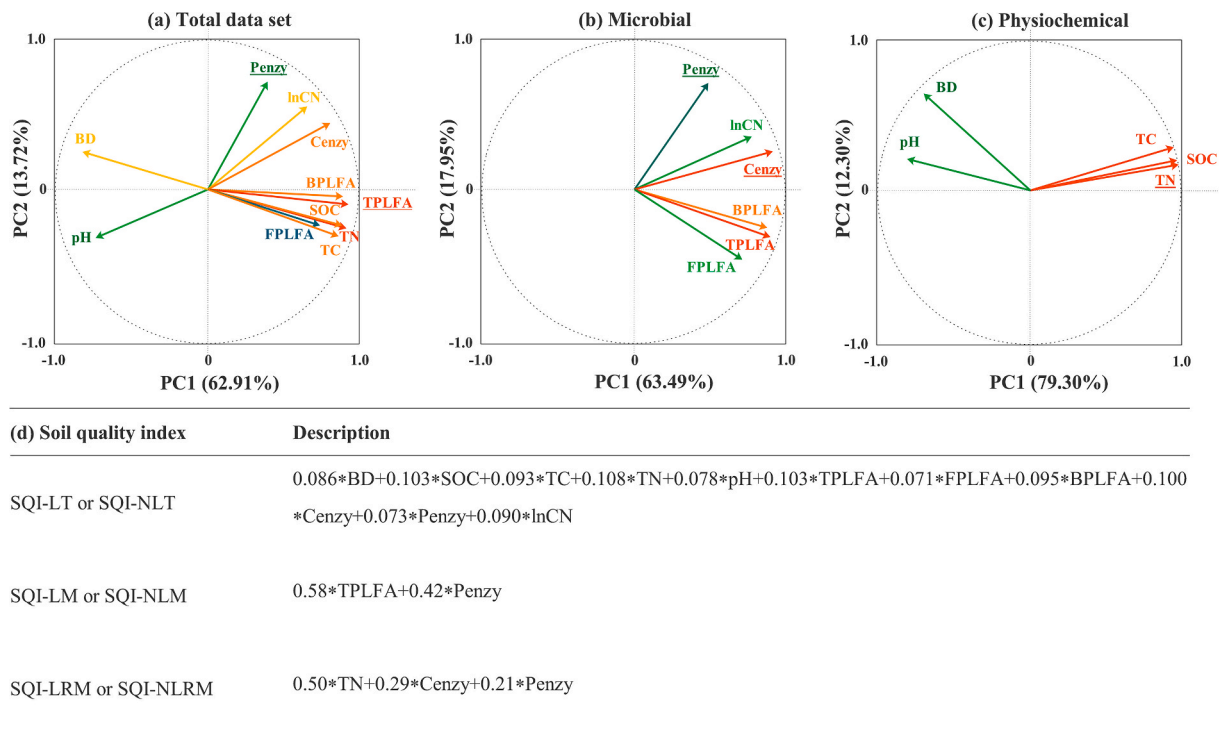 (a) Total data set
(b) Microbial
(c) Physiochemical
1.0
Penzy
lnCN
Cenzy
BD
BPLFA
TPLFA
SOC
FPLFA
TN
TC
pH
0
-1.0
-1.0
0
1.0
PC2 (13.72%)
PC1 (62.91%)
1.0
Penzy
lnCN
Cenzy
BPLFA
TPLFA
FPLFA
0
-1.0
-1.0
0
1.0
PC2 (17.95%)
PC1 (63.49%)
1.0
BD
pH
TC
SOC
TN
0
-1.0
-1.0
0
1.0
PC2 (12.30%)
PC1 (79.30%)
(d) Soil quality index Description
SQI-LT or SQI-NLT
0.086*BD+0.103*SOC+0.093*TC+0.108*TN+0.078*pH+0.103*TPLFA+0.071*FPLFA+0.095*BPLFA+0.100
*Cenzy+0.073*Penzy+0.090*lnCN
SQI-LM or SQI-NLM 0.58*TPLFA+0.42*Penzy
SQI-LRM or SQI-NLRM 0.50*TN+0.29*Cenzy+0.21*Penzy